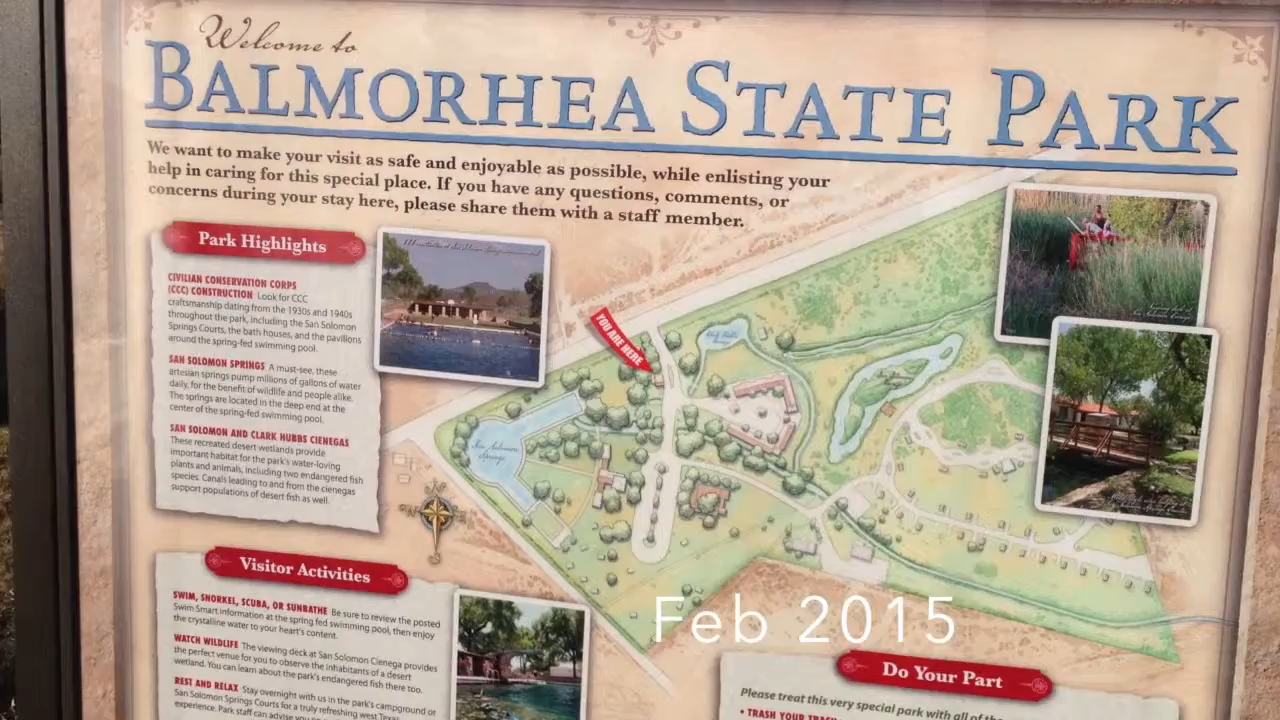 Welcome to
BALMORHEA STATE PARK
We want to make your visit as safe and enjoyable as possible, while enlisting your
help in caring for this special place. If you have any questions, comments, or
concerns during your stay here, please share them with a staff member.
Park Highlights
CIVILIAN CONSERVATION CORPS
(CCC) CONSTRUCTION Look for CCC
craftsmanship dating from the 1930s and 1940s
throughout the park, including the San Solomon
Springs Courts, the bath houses, and the pavilions
around the spring-fed swimming pool.
SAN SOLOMON SPRINGS A must-see, these
artesian springs pump millions of gallons of water
daily, for the benefit of wildlife and people alike.
The springs are located in the deep end at the
center of the spring-fed swimming pool.
SAN SOLOMON AND CLARK HUBBS CIENEGAS
These recreated desert wetlands provide
important habitat for the park's water-loving
plants and animals, including two endangered fish
species. Canals leading to and from the cienegas
support populations of desert fish as well.
YOU ARE HERE
San Solomon
Springs
Visitor Activities
SWIM, SNORKEL, SCUBA, OR SUNBATHE Be sure to review the posted
Swim Smart information at the spring fed swimming pool, then enjoy
the crystalline water to your heart's content.
WATCH WILDLIFE The viewing deck at San Solomon Cienega provides
the perfect venue for you to observe the inhabitants of a desert
wetland. You can learn about the park's endangered fish there too.
REST AND RELAX Stay overnight with us in the park's campground or
San Solomon Springs Courts for a truly refreshing west Texas
experience. Park staff can advise you
Feb 2015
Do Your Part
Please treat this very special park with all of the
• TRASH YOUR TRASH